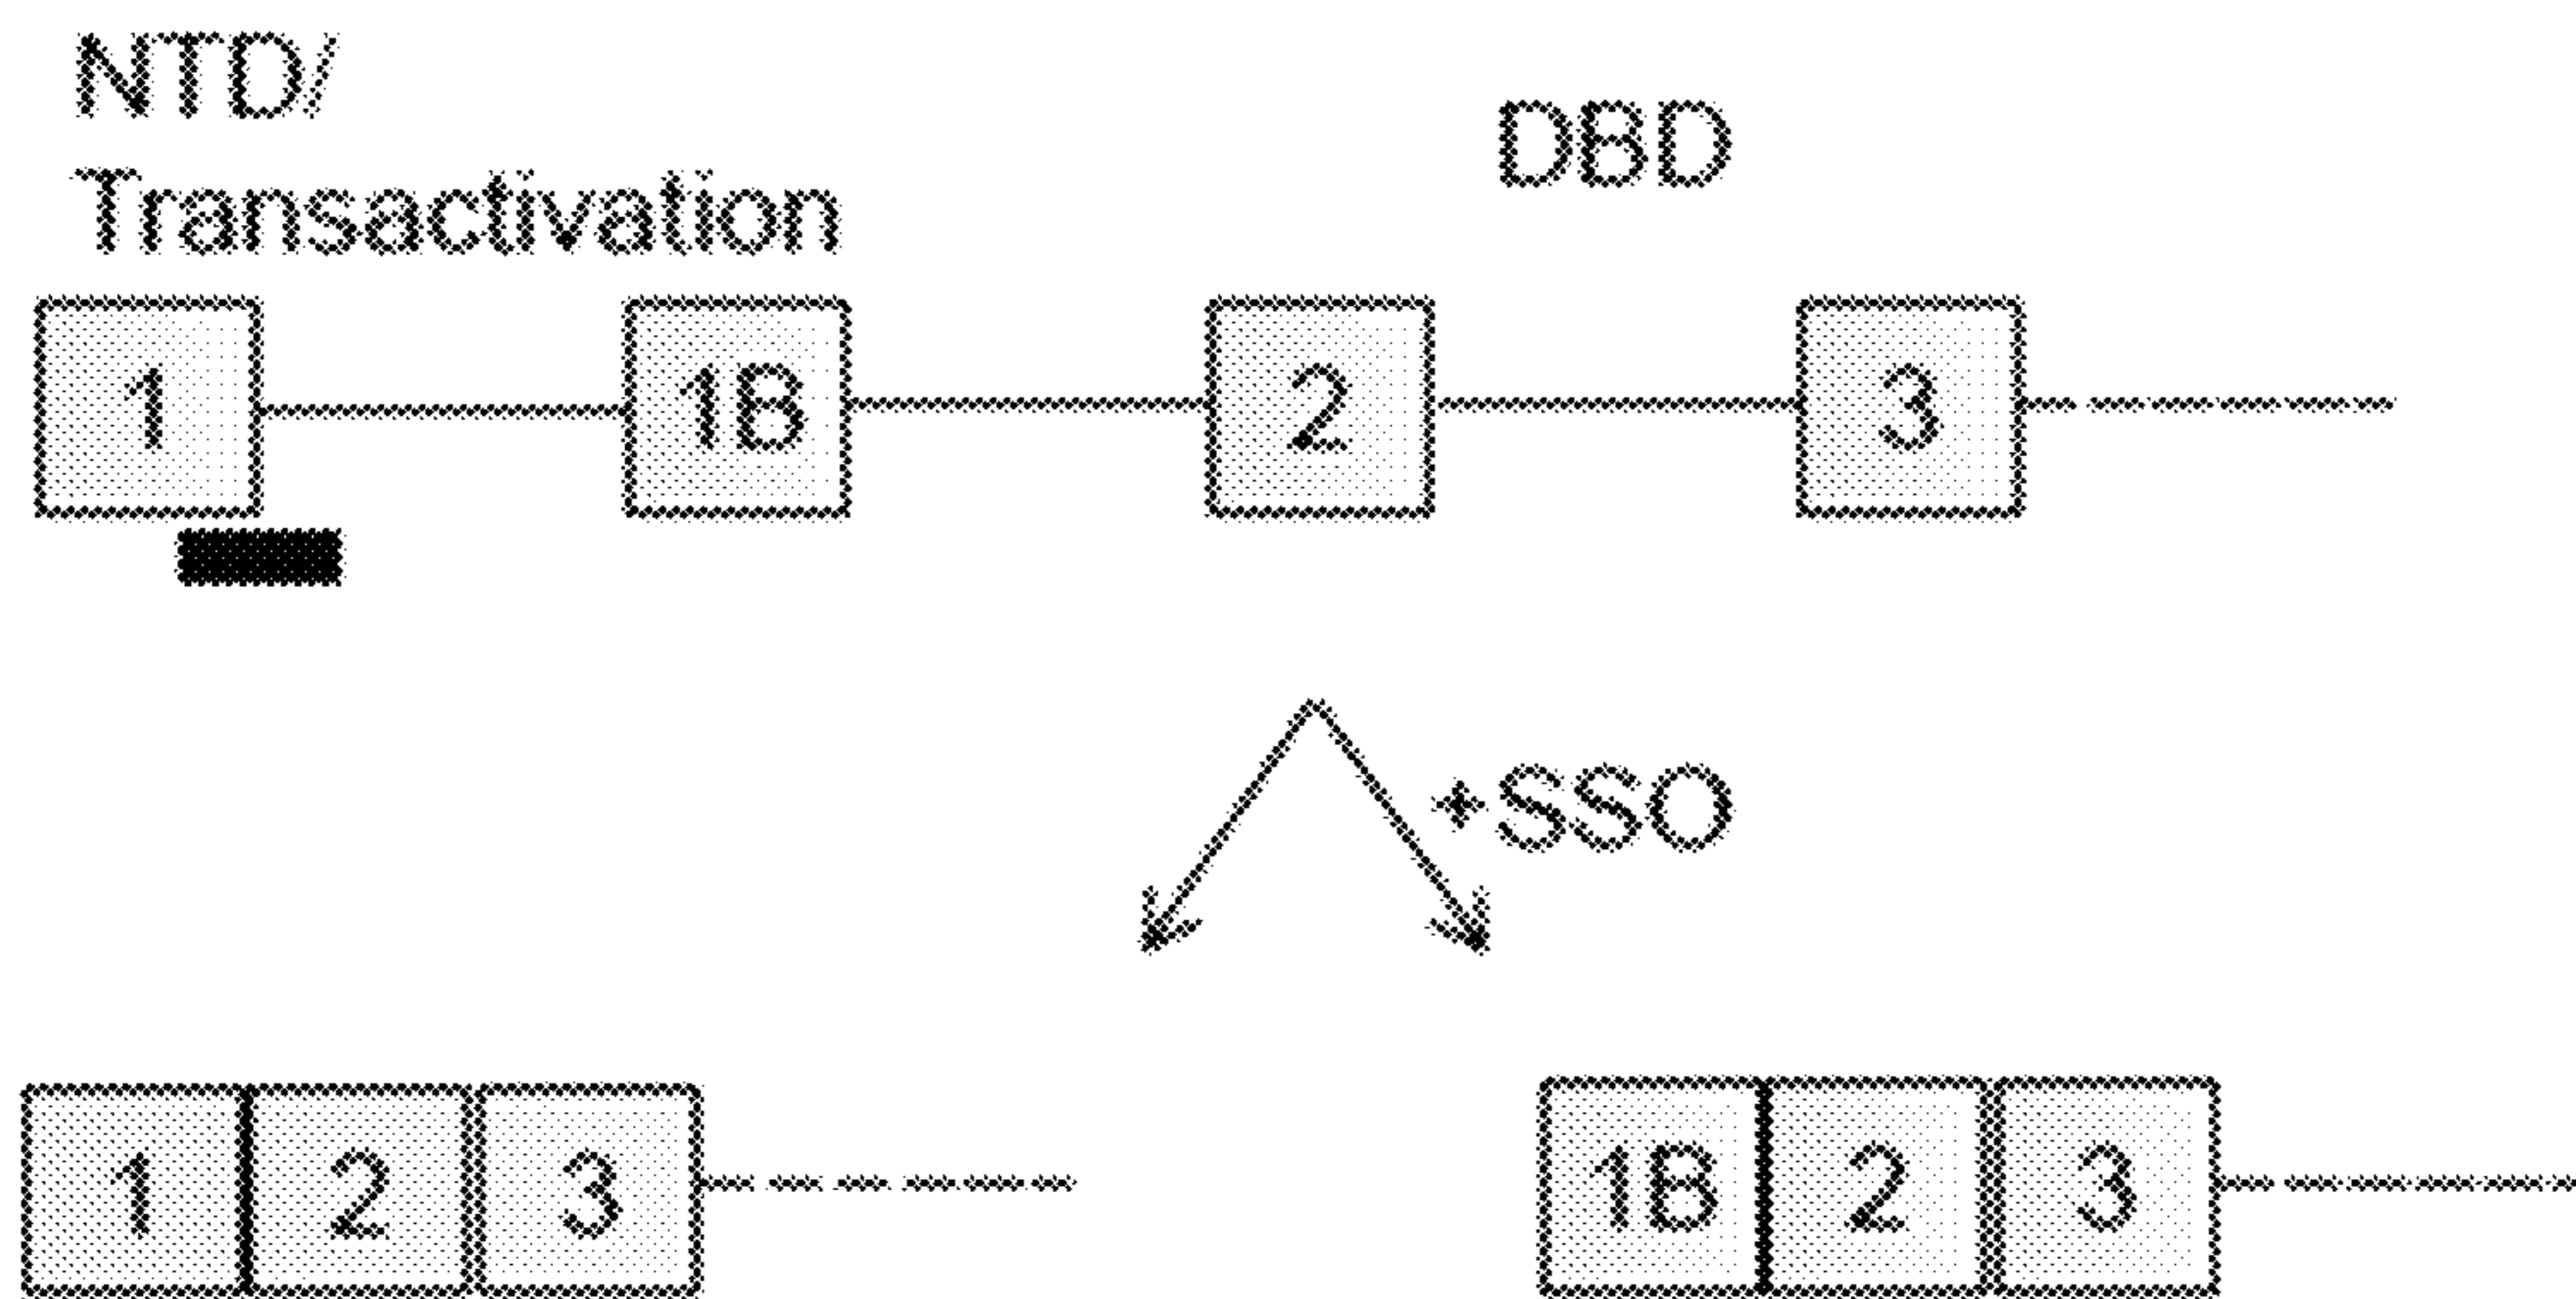 NTD/
Transactivation
DBD
1 1B 2 3
+SSO
1 2 3 1B 2 3